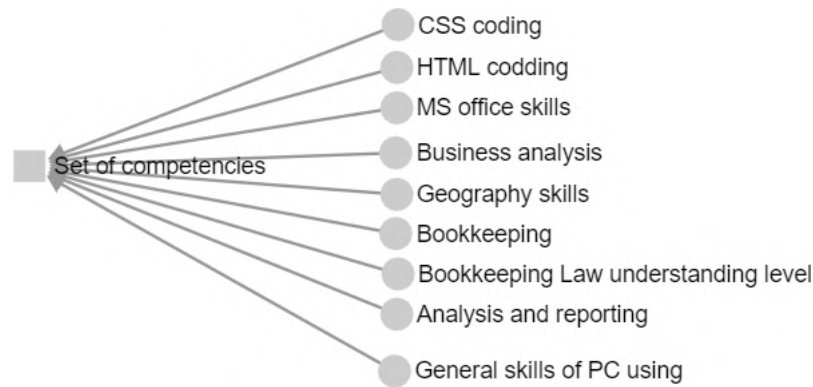 CSS coding
HTML codding
MS office skills
Set of competencies
Business analysis
Geography skills
Bookkeeping
Bookkeeping Law understanding level
Analysis and reporting
General skills of PC using